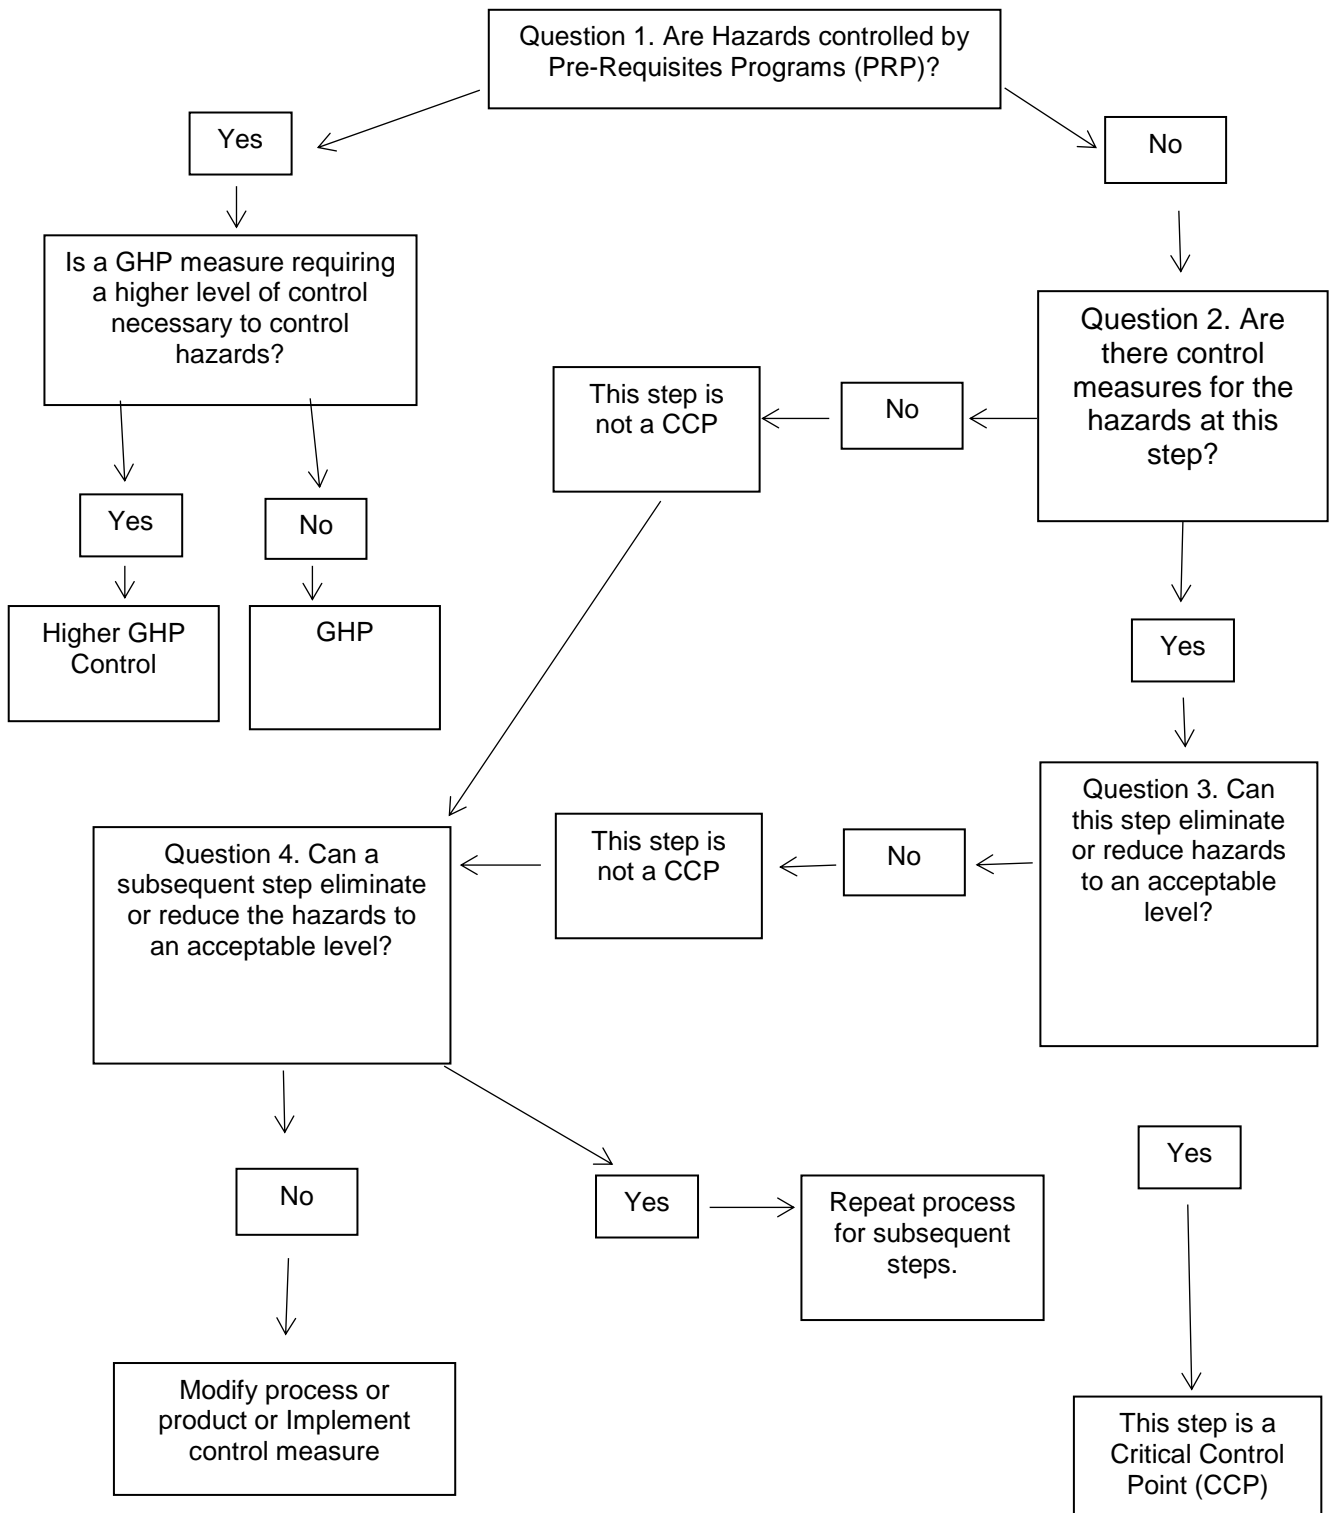 Question 1. Are Hazards controlled by
Pre-Requisites Programs (PRP)?
Yes
No
Is a GHP measure requiring
a higher level of control
necessary to control
hazards?
Question 2. Are
there control
measures for the
hazards at this
step?
This step is
not a CCP
No
Yes
No
Higher GHP
Control
GHP
Yes
Question 3. Can
this step eliminate
or reduce hazards
to an acceptable
level?
No
This step is
not a CCP
Question 4. Can a
subsequent step eliminate
or reduce the hazards to
an acceptable level?
Yes
No
Yes
Repeat process
for subsequent
steps.
Modify process or
product or Implement
control measure
This step is a
Critical Control
Point (CCP)